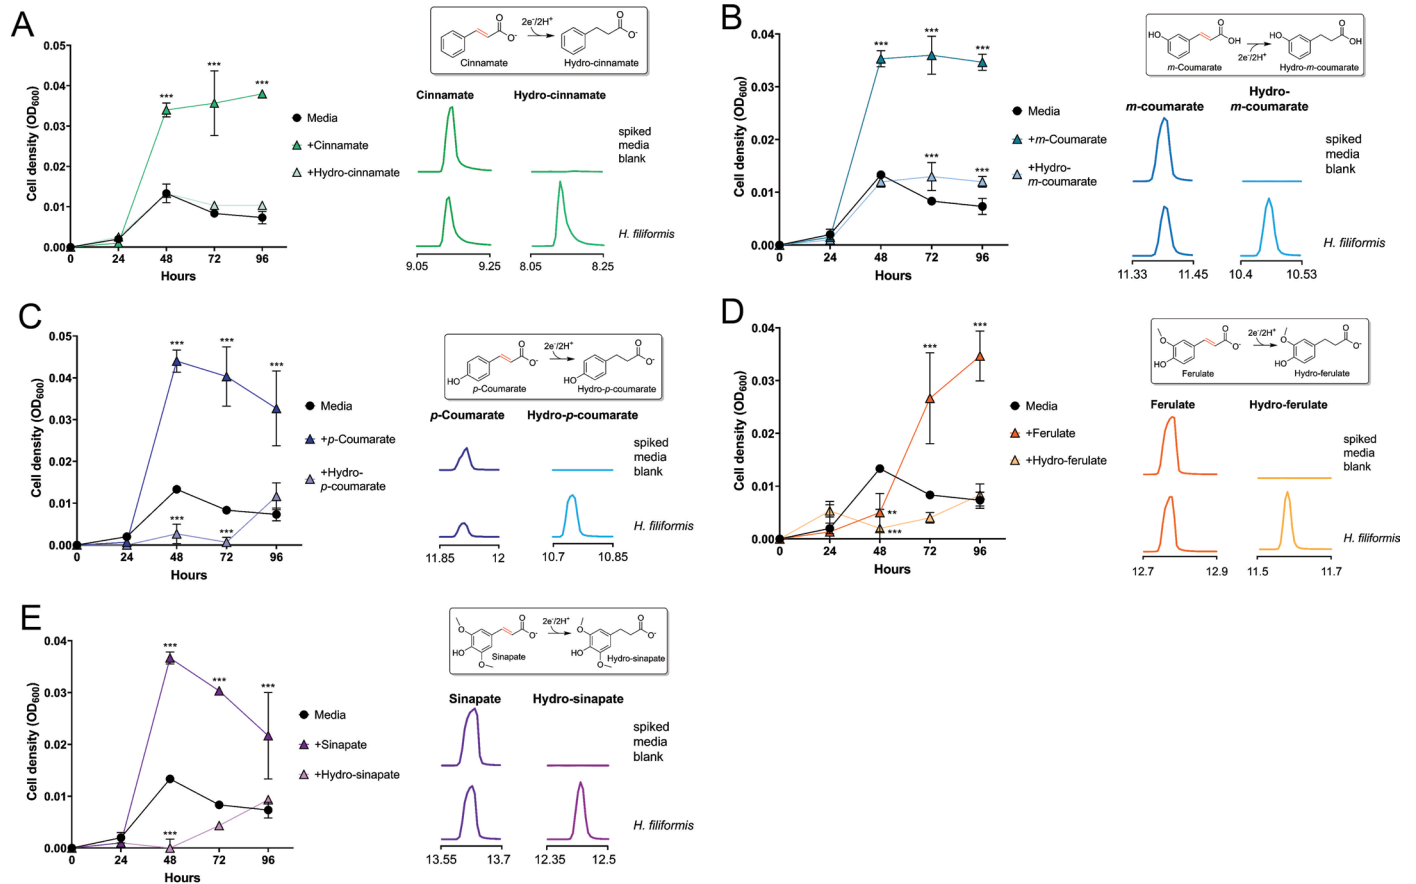 A
Cell density (OD600)
0.05
0.04
0.03
0.02
0.01
0.00
0
24
48
72
96
Hours
***
***
***
Media
+Cinnamate
+Hydro-cinnamate
O
O-
2e-/2H+
O
O-
Cinnamate
Hydro-cinnamate
Cinnamate
Hydro-cinnamate
spiked
media
blank
H. filiformis
9.05
9.25
8.05
8.25
B
Cell density (OD600)
0.04
0.03
0.02
0.01
0.00
0
24
48
72
96
Hours
***
***
***
***
***
Media
+m-Coumarate
+Hydro-
m-coumarate
HO
O
OH
2e-/2H+
HO
O
OH
m-Coumarate
Hydro-m-coumarate
m-coumarate
Hydro-
m-coumarate
spiked
media
blank
H. filiformis
11.33
11.45
10.4
10.53
C
Cell density (OD600)
0.05
0.04
0.03
0.02
0.01
0.00
0
24
48
72
96
Hours
***
***
***
***
***
Media
+p-Coumarate
+Hydro-
p-coumarate
HO
O
O-
2e-/2H+
HO
O
O-
p-Coumarate
Hydro-p-coumarate
p-Coumarate
Hydro-p-coumarate
spiked
media
blank
H. filiformis
11.85
12
10.7
10.85
D
Cell density (OD600)
0.04
0.03
0.02
0.01
0.00
0
24
48
72
96
Hours
***
***
**
***
Media
+Ferulate
+Hydro-ferulate
O
HO
O
O-
2e-/2H+
O
HO
O
O-
Ferulate
Hydro-ferulate
Ferulate
Hydro-ferulate
spiked
media
blank
H. filiformis
12.7
12.9
11.5
11.7
E
Cell density (OD600)
0.04
0.03
0.02
0.01
0.00
0
24
48
72
96
Hours
***
***
***
***
Media
+Sinapate
+Hydro-sinapate
O
HO
O
O
O-
2e-/2H+
O
HO
O
O
O-
Sinapate
Hydro-sinapate
Sinapate
Hydro-sinapate
spiked
media
blank
H. filiformis
13.55
13.7
12.35
12.5